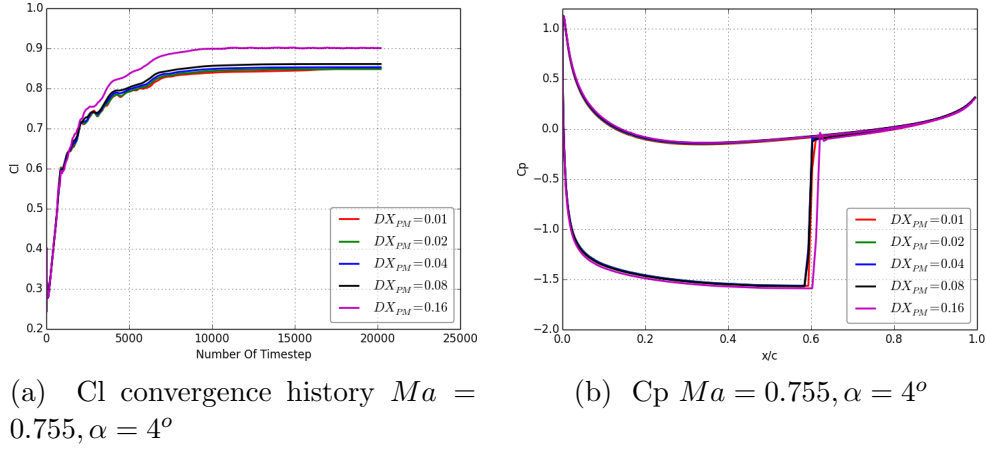 1.0
0.9
0.8
0.7
0.6
0.5
0.4
0.3
0.2
Cl
0
5000
10000
15000
20000
25000
Number Of Timestep
DX_PM=0.01
DX_PM=0.02
DX_PM=0.04
DX_PM=0.08
DX_PM=0.16
(a) Cl convergence history Ma =
0.755, α = 4^o
1.0
0.5
0.0
−0.5
−1.0
−1.5
−2.0
Cp
0.0
0.2
0.4
0.6
0.8
1.0
x/c
DX_PM=0.01
DX_PM=0.02
DX_PM=0.04
DX_PM=0.08
DX_PM=0.16
(b) Cp Ma = 0.755, α = 4^o